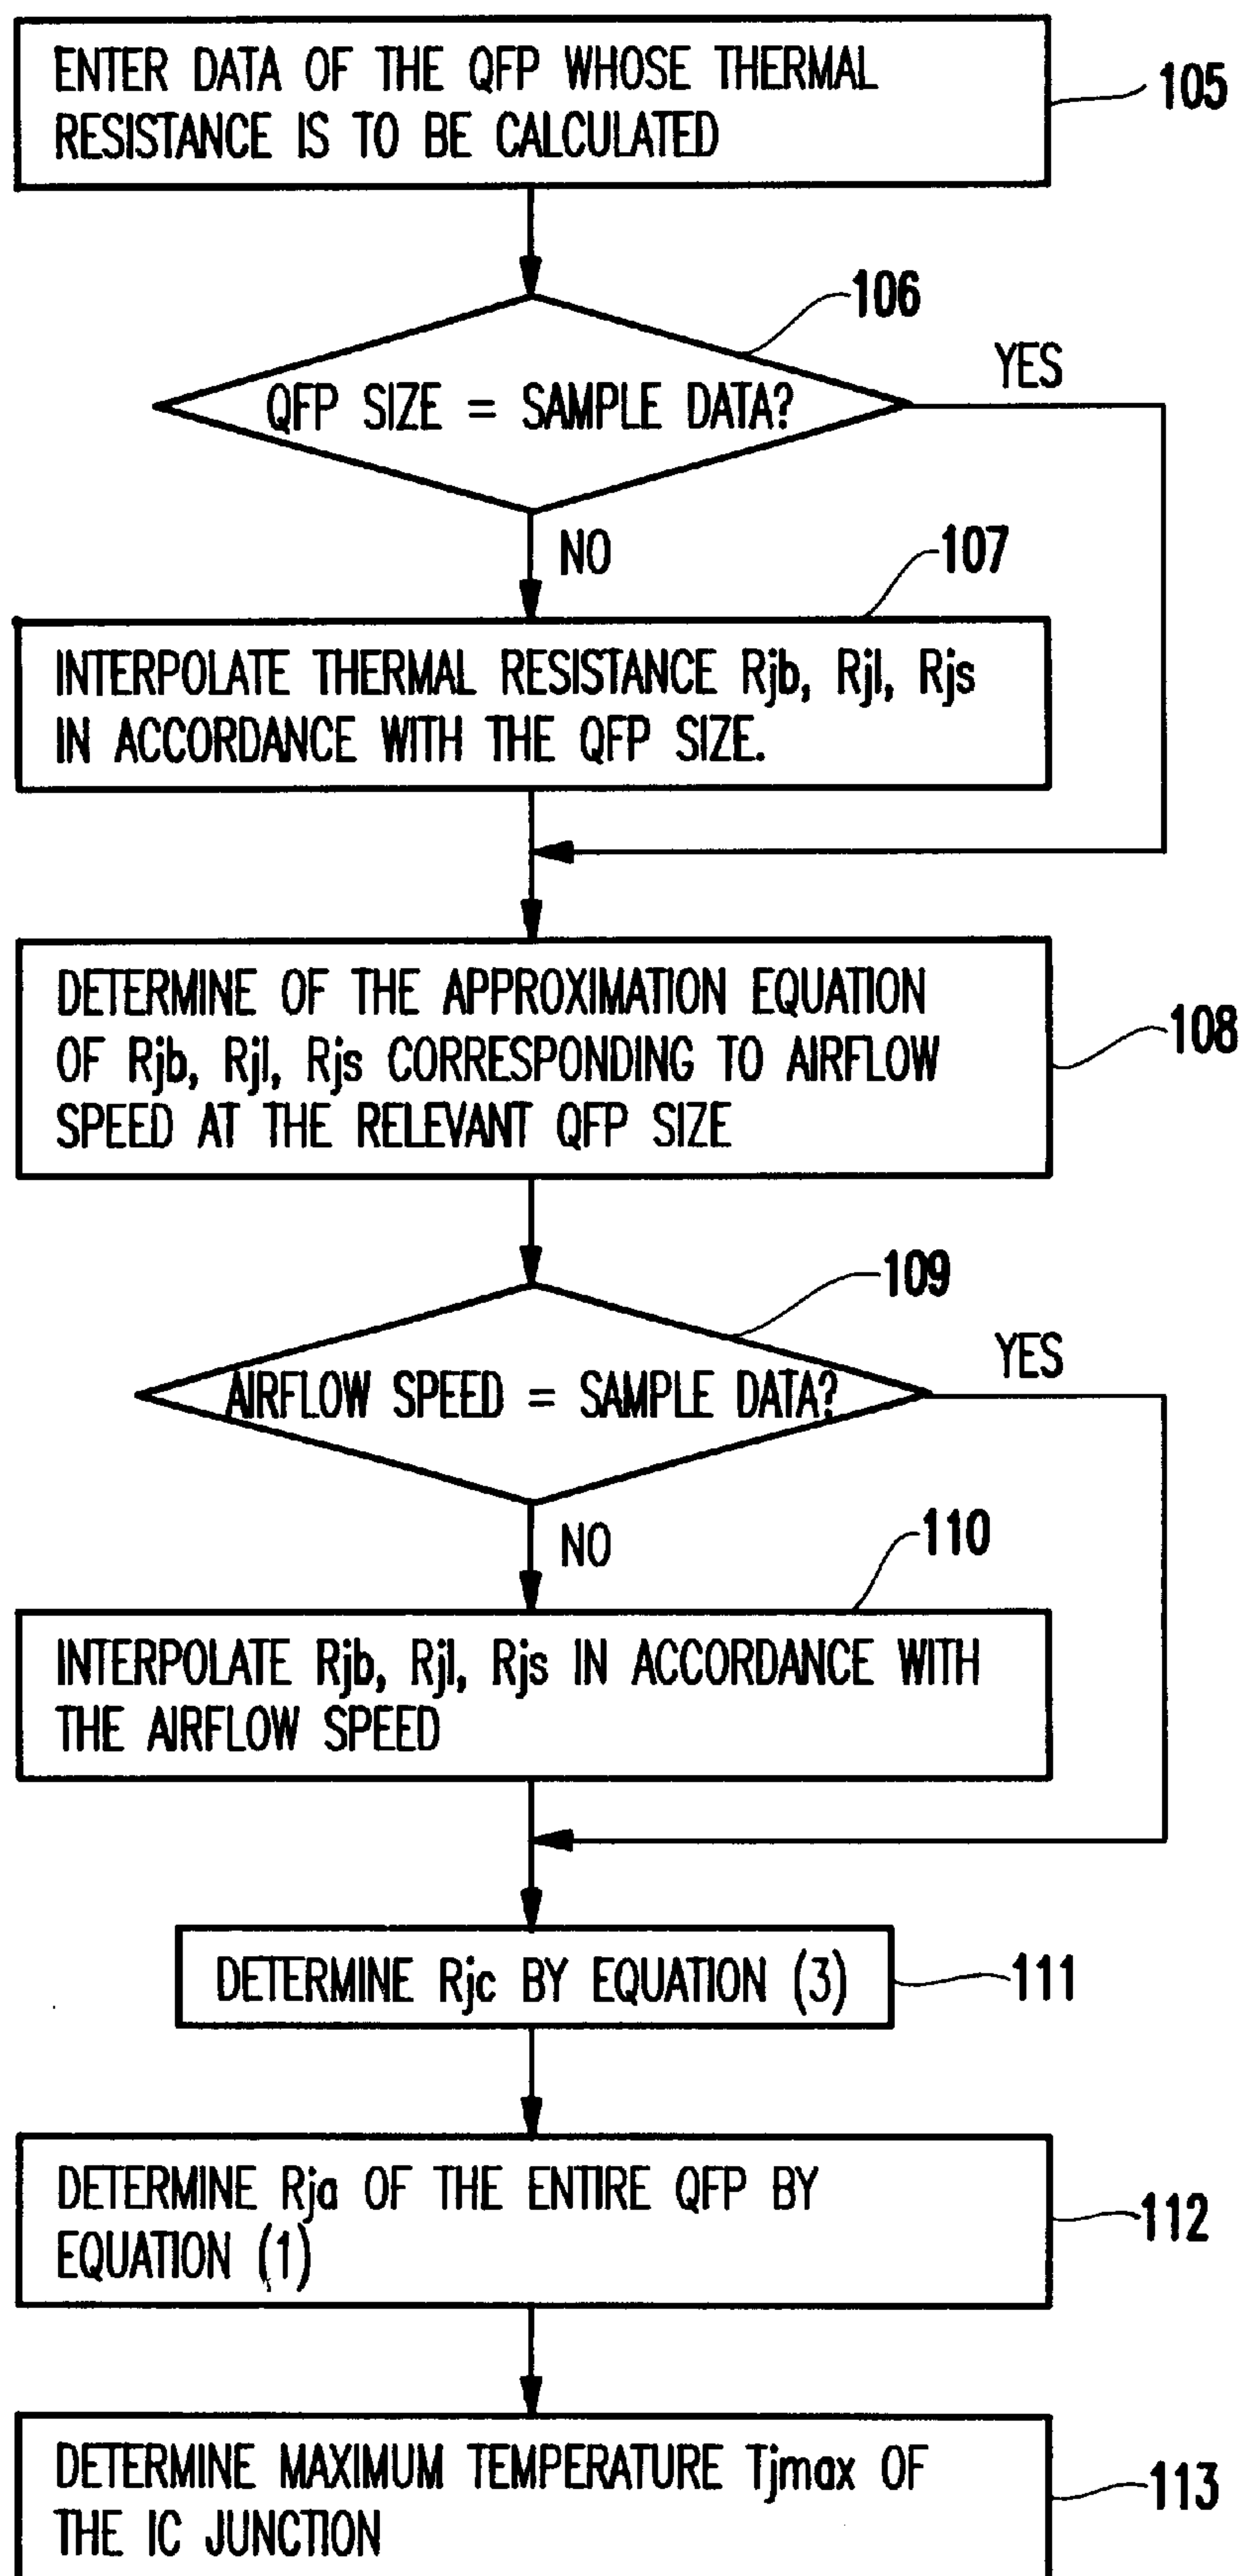 ENTER DATA OF THE QFP WHOSE THERMAL
RESISTANCE IS TO BE CALCULATED
105
106
QFP SIZE = SAMPLE DATA?
YES
NO
107
INTERPOLATE THERMAL RESISTANCE Rjb, Rjl, Rjs
IN ACCORDANCE WITH THE QFP SIZE.
DETERMINE OF THE APPROXIMATION EQUATION
OF Rjb, Rjl, Rjs CORRESPONDING TO AIRFLOW
SPEED AT THE RELEVANT QFP SIZE
108
109
AIRFLOW SPEED = SAMPLE DATA?
YES
NO
110
INTERPOLATE Rjb, Rjl, Rjs IN ACCORDANCE WITH
THE AIRFLOW SPEED
DETERMINE Rjc BY EQUATION (3)
111
DETERMINE Rja OF THE ENTIRE QFP BY
EQUATION (1)
112
DETERMINE MAXIMUM TEMPERATURE Tjmax OF
THE IC JUNCTION
113